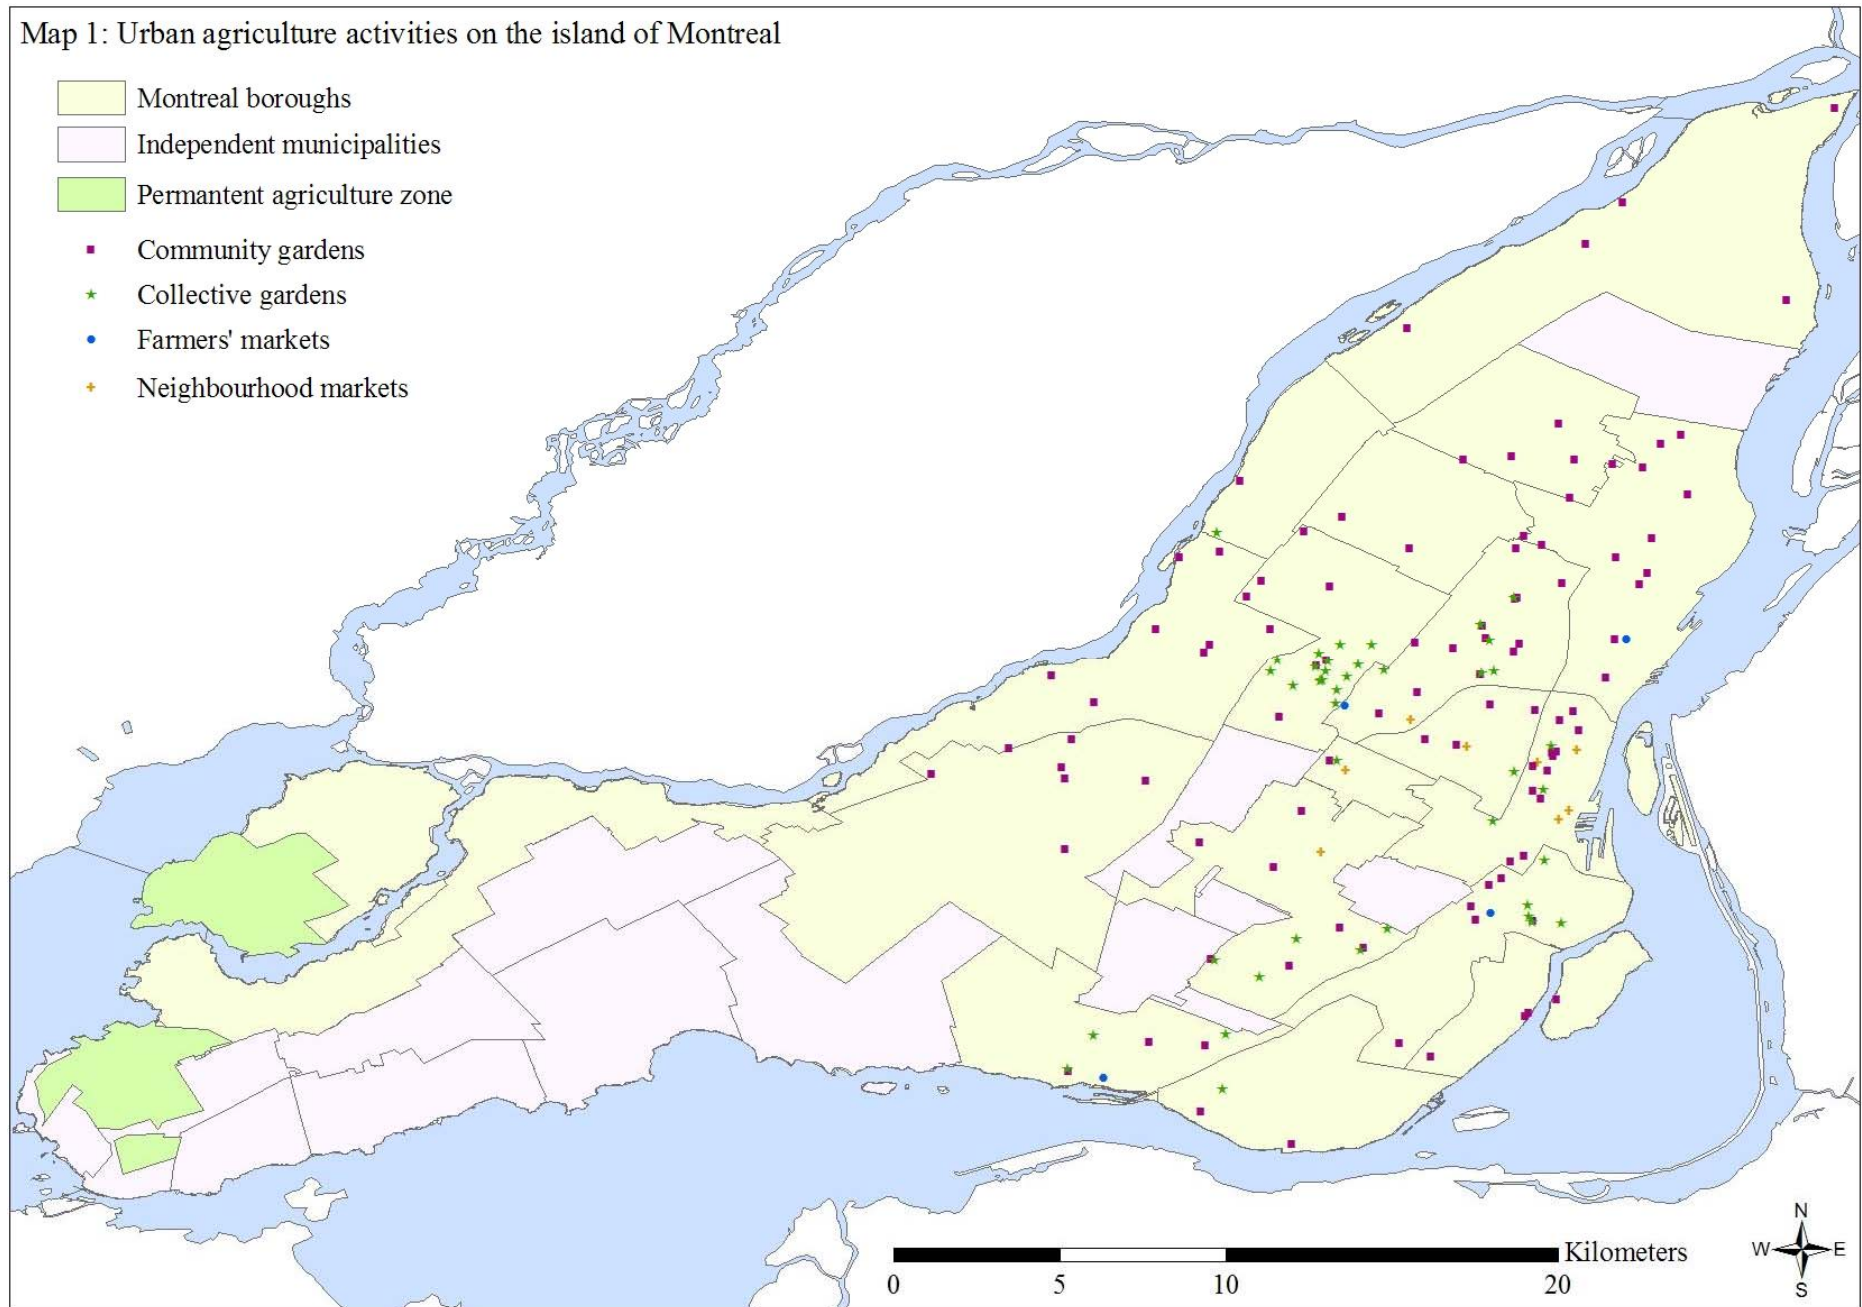 Map 1: Urban agriculture activities on the island of Montreal
Montreal boroughs
Independent municipalities
Permantent agriculture zone
Community gardens
Collective gardens
Farmers' markets
Neighbourhood markets
N
W E
S
Kilometers
0 5 10 20